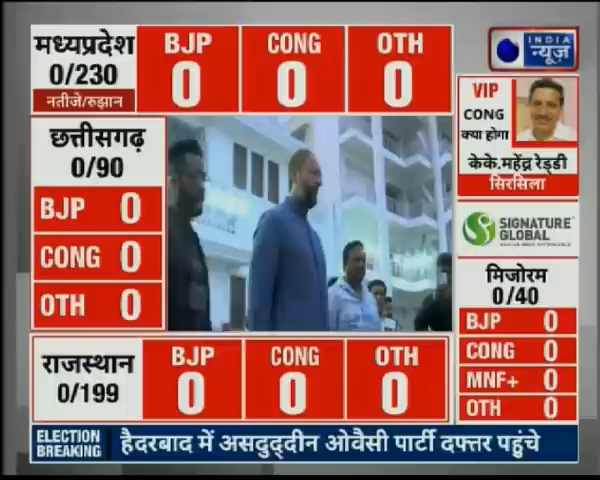 मध्यप्रदेश
0/230
नतीजे/रुझान
BJP
0
CONG
0
OTH
0
INDIA
न्यूज़
VIP
CONG
क्या होगा
केके.महेंद्र रेड्डी
सिरसिला
छत्तीसगढ़
0/90
BJP 0
CONG 0
OTH 0
SIGNATURE
GLOBAL
मिजोरम
0/40
BJP 0
CONG 0
MNF+ 0
OTH 0
राजस्थान
0/199
BJP
0
CONG
0
OTH
0
ELECTION
BREAKING
हैदरबाद में असदुद्दीन ओवैसी पार्टी दफ्तर पहुंचे